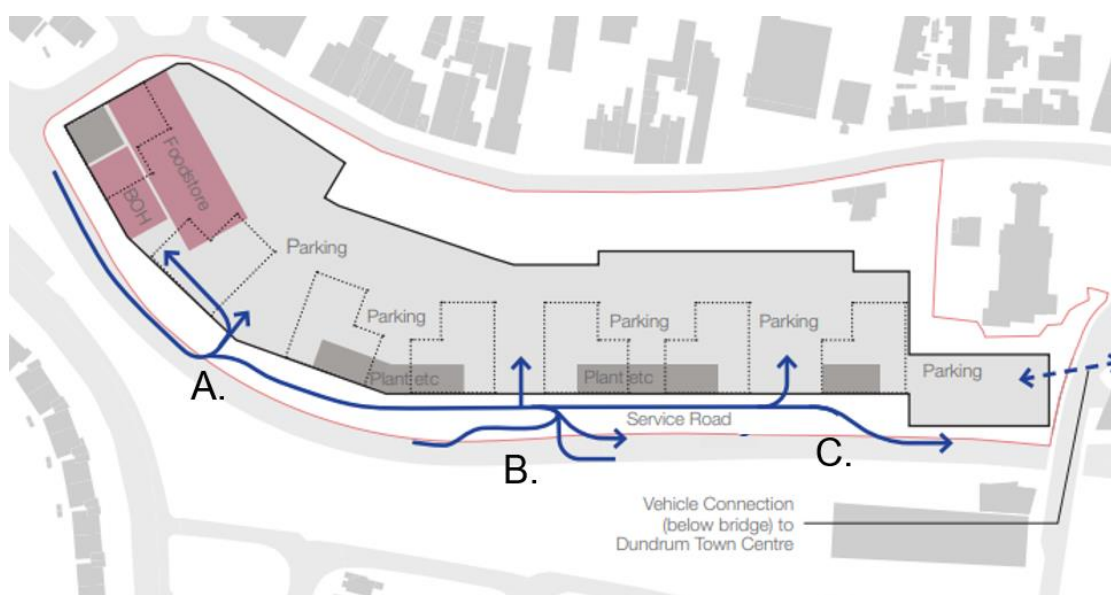 Foodstore
BOH
Parking
Parking
Parking
Parking
Parking
Plant etc
Plant etc
Service Road
A.
B.
C.
Vehicle Connection
(below bridge) to
Dundrum Town Centre